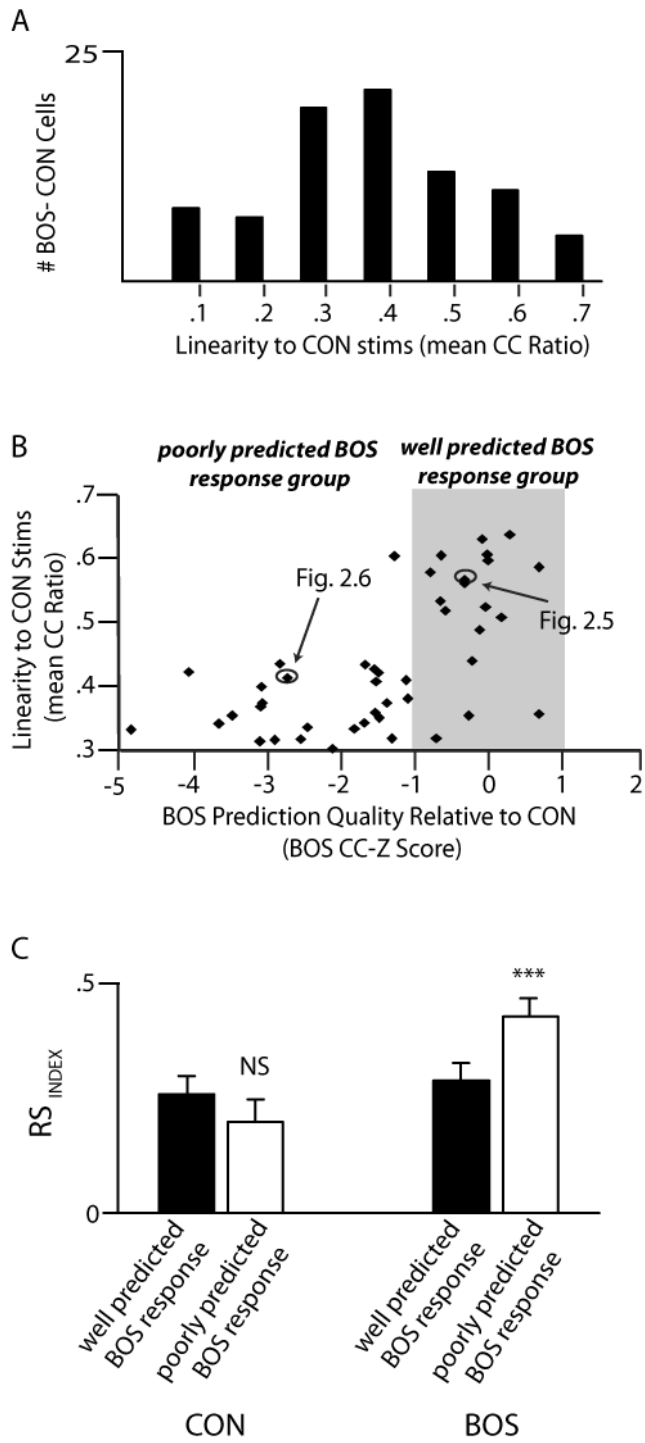 A
25
# BOS- CON Cells
.1 .2 .3 .4 .5 .6 .7
Linearity to CON stims (mean CC Ratio)
B
poorly predicted BOS
response group
well predicted BOS
response group
.7
.6
.5
.4
.3
Linearity to CON Stims
(mean CC Ratio)
Fig. 2.6
Fig. 2.5
-5 -4 -3 -2 -1 0 1 2
BOS Prediction Quality Relative to CON
(BOS CC-Z Score)
C
.5
0
RS INDEX
NS
***
well predicted
BOS response
poorly predicted
BOS response
well predicted
BOS response
poorly predicted
BOS response
CON
BOS